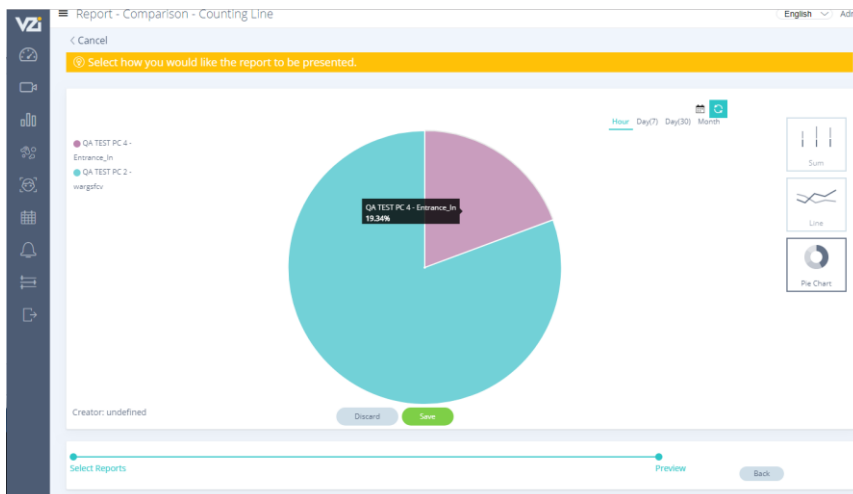 VZi
Report - Comparison - Counting Line
English
Adr
< Cancel
Select how you would like the report to be presented.
Hour Day(7) Day(30) Month
QA TEST PC 4 -
Entrance_In
QA TEST PC 2 -
wargsfcv
QA TEST PC 4 - Entrance_In
19.34%
Sum
Line
Pie Chart
Creator: undefined
Discard
Save
Select Reports
Preview
Back